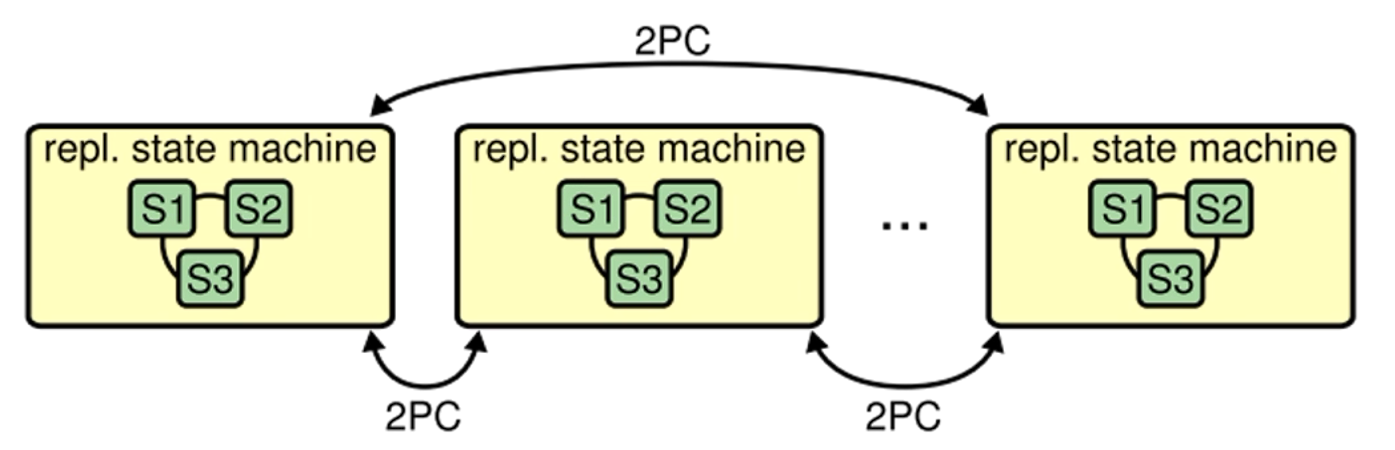 2PC
repl. state machine
S1 S2
S3
repl. state machine
S1 S2
S3
...
repl. state machine
S1 S2
S3
2PC
2PC